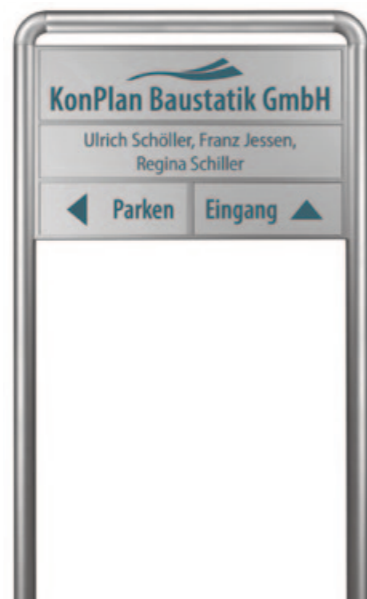 KonPlan Baustatik GmbH
Ulrich Schöller, Franz Jessen,
Regina Schiller
Parken
Eingang